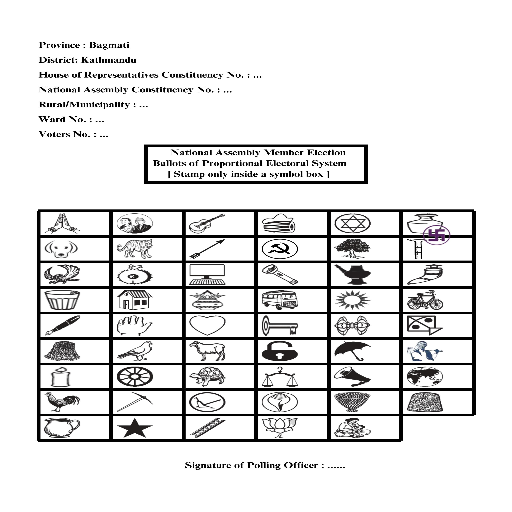 Province : Bagmati
District: Kathmandu
House of Representatives Constituency No. : ...
National Assembly Constituency No. : ...
Rural/Municipality : ...
Ward No. : ...
Voters No. : ...
National Assembly Member Election
Ballots of Proportional Electoral System
[ Stamp only inside a symbol box ]
Signature of Polling Officer : ......